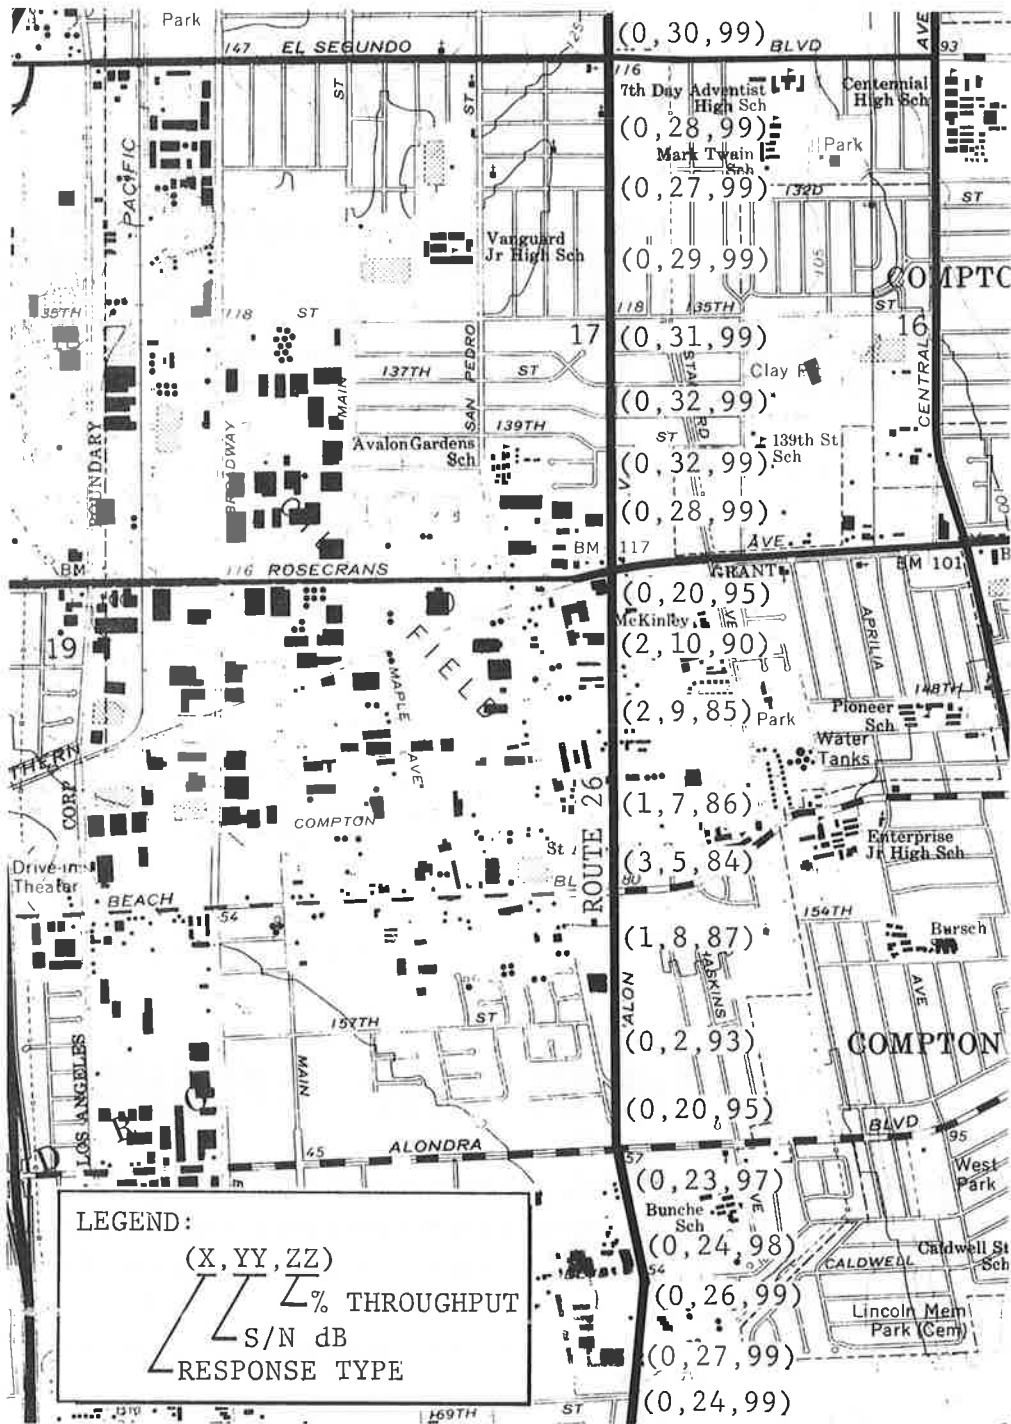 Park
(0,30,99)
AVE
147 EL SEGUNDO
BLVD
93
125
116
7th Day Adventist
High Sch
Centennial
High Sch
ST
ST
PACIFIC
(0,28,99)
Mark Twain
Sch
Park
(0,27,99)
132D
ST
Vanguard
Jr High Sch
(0,29,99)
105
COMPTO
35TH
118
ST
118
135TH
ST
17
(0,31,99)
16
CENTRAL
137TH
ST
SAN PEDRO
MAIN
Clay
(0,32,99)
139TH
ST
BOUNDARY
BROADWAY
Avalon Gardens
Sch
139th St
Sch
(0,32,99)
(0,28,99)
BM
117
AVE
BM
116
ROSECRANS
GRANT
BM 101
(0,20,95)
McKinley
APRILIA
FIELD
19
(2,10,90)
MAPLE
AVE
148TH
(2,9,85)
Park
Pioneer
Sch
Water
Tanks
THERN
CORP
ROUTE 26
(1,7,86)
COMPTON
Enterprise
Jr High Sch
St
(3,5,84)
Drive-in
Theater
BEACH
54
80
154TH
(1,8,87)
Bursch
HASKINS
AVE
157TH
ST
ALON
(0,2,93)
COMPTON
LOS ANGELES
MAIN
(0,20,95)
BLVD
95
45
ALONDRA
57
(0,23,97)
West
Park
Bunche
Sch
VE
(0,24,98)
54
CALDWELL
Caldwell St
Sch
(0,26,99)
Lincoln Mem
Park (Cem)
(0,27,99)
(0,24,99)
169TH
ST
LEGEND:
(X,YY,ZZ)
% THROUGHPUT
S/N dB
RESPONSE TYPE